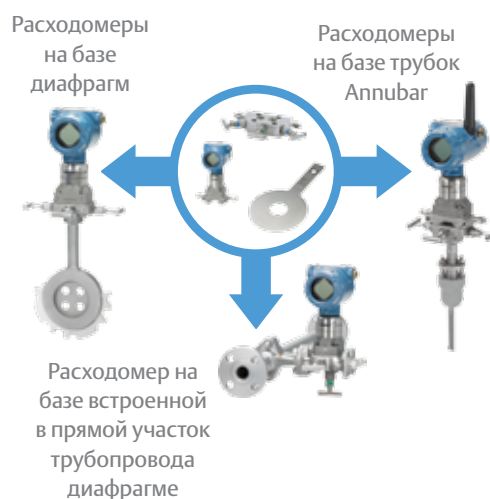 Расходомеры
на базе
диафрагм
Расходомеры
на базе трубок
Annubar
Расходомер на
базе встроенной
в прямой участок
трубопровода
диафрагме